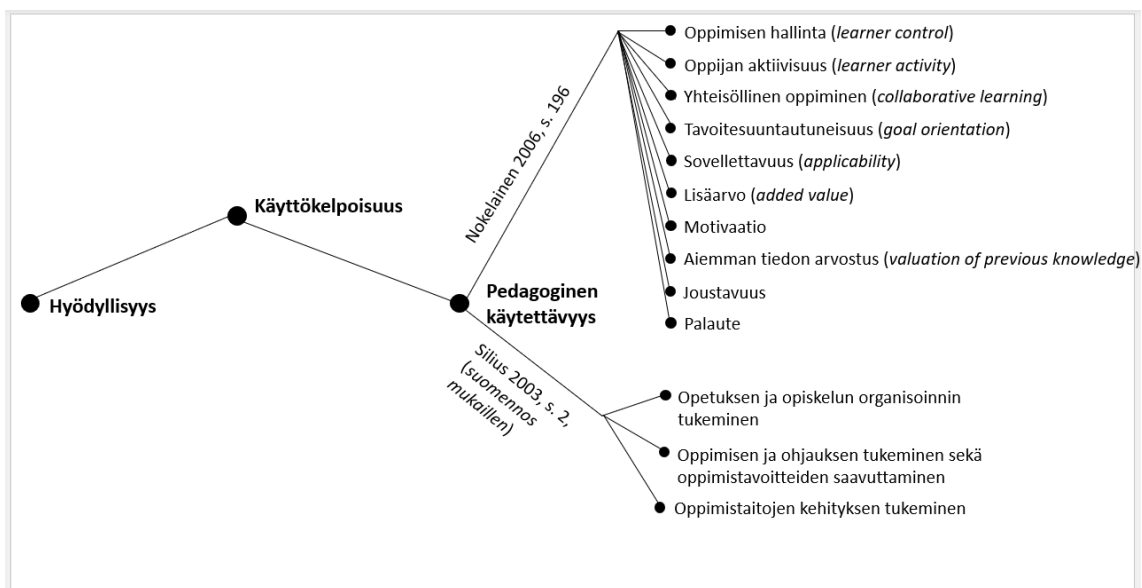 Hyödyllisyys
Käyttökelpoisuus
Pedagoginen
käytettävyys
Nokelainen 2006, s. 196
Oppimisen hallinta (learner control)
Oppijan aktiivisuus (learner activity)
Yhteisöllinen oppiminen (collaborative learning)
Tavoitesuuntautuneisuus (goal orientation)
Sovellettavuus (applicability)
Lisäarvo (added value)
Motivaatio
Aiemman tiedon arvostus (valuation of previous knowledge)
Joustavuus
Palaute
Silius 2003, s. 2,
(suomennos
mukaillen)
Opetuksen ja opiskelun organisoinnin
tukeminen
Oppimisen ja ohjauksen tukeminen sekä
oppimistavoitteiden saavuttaminen
Oppimistaitojen kehityksen tukeminen